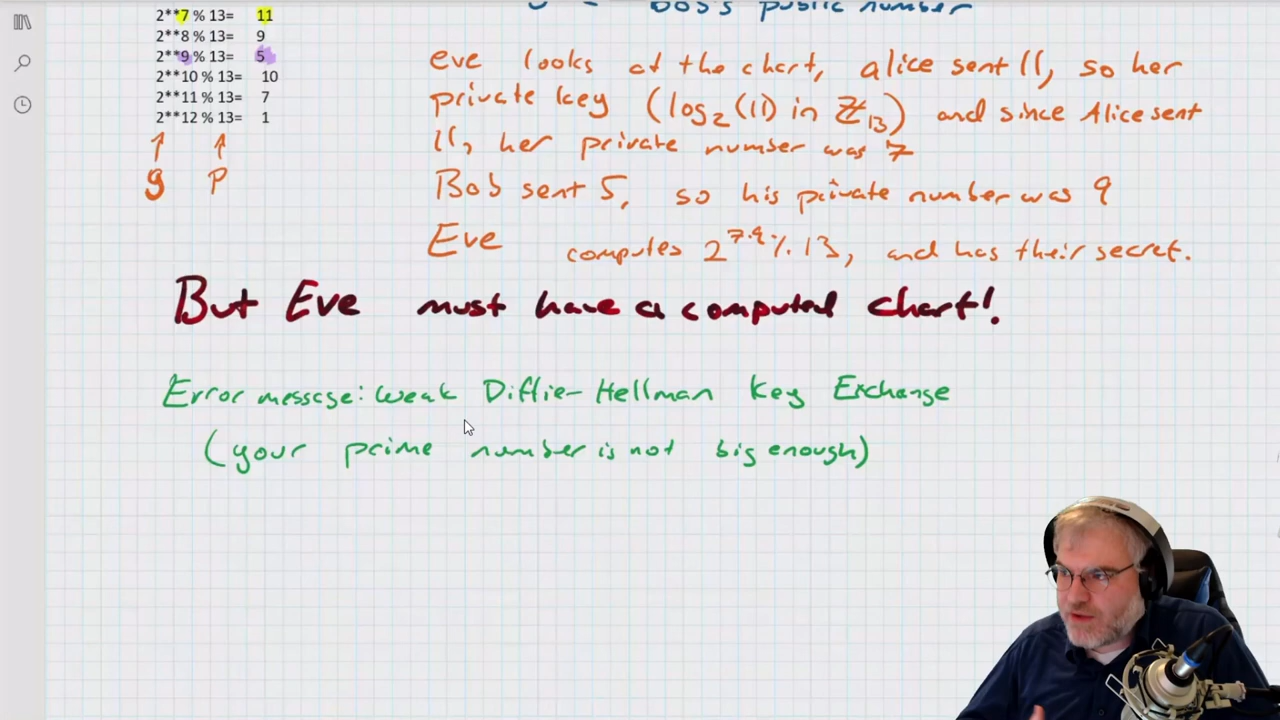 g = Bob's public number
2**7 % 13= 11
2**8 % 13= 9
2**9 % 13= 5
2**10 % 13= 10
2**11 % 13= 7
2**12 % 13= 1
g p
eve looks at the chart, alice sent 11, so her
private key (log₂(11) in ℤ₁₃) and since Alice sent
11, her private number was 7
Bob sent 5, so his private number was 9
Eve computes 2^7·9 % 13, and has their secret.
But Eve must have a computed chart!
Error message: weak Diffie-Hellman Key Exchange
(your prime number is not big enough)